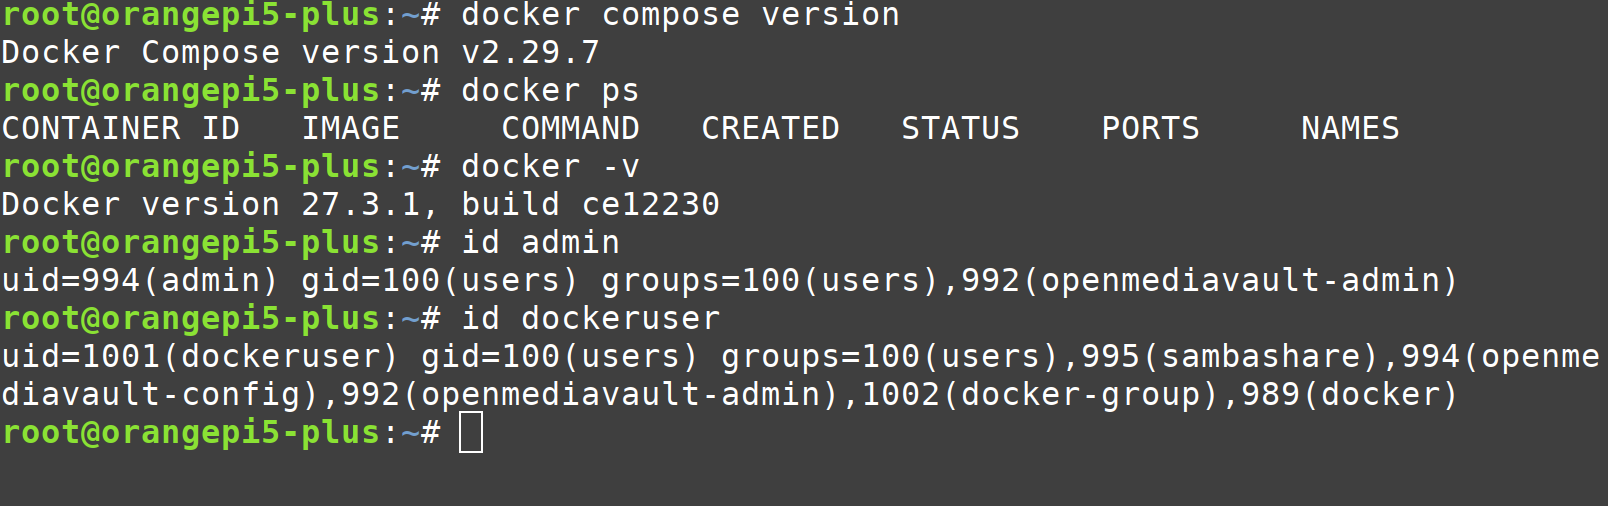 root@orangepi5-plus:~# docker compose version
Docker Compose version v2.29.7
root@orangepi5-plus:~# docker ps
CONTAINER ID   IMAGE     COMMAND   CREATED   STATUS    PORTS     NAMES
root@orangepi5-plus:~# docker -v
Docker version 27.3.1, build ce12230
root@orangepi5-plus:~# id admin
uid=994(admin) gid=100(users) groups=100(users),992(openmediavault-admin)
root@orangepi5-plus:~# id dockeruser
uid=1001(dockeruser) gid=100(users) groups=100(users),995(sambashare),994(openme
diavault-config),992(openmediavault-admin),1002(docker-group),989(docker)
root@orangepi5-plus:~#